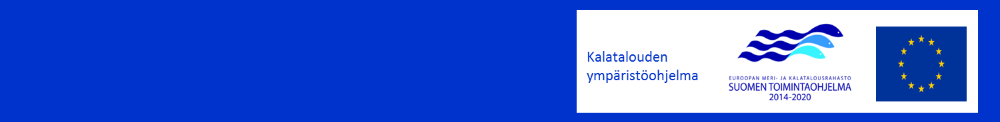 Kalatalouden
ympäristöohjelma
EUROOPAN MERI- JA KALATALOUSRAHASTO
SUOMEN TOIMINTAOHJELMA
2014-2020